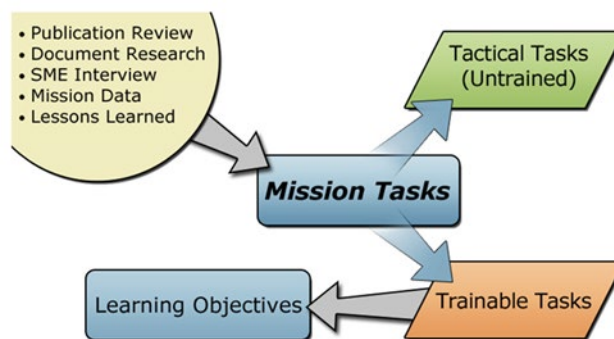 • Publication Review
• Document Research
• SME Interview
• Mission Data
• Lessons Learned
Tactical Tasks
(Untrained)
Mission Tasks
Learning Objectives
Trainable Tasks